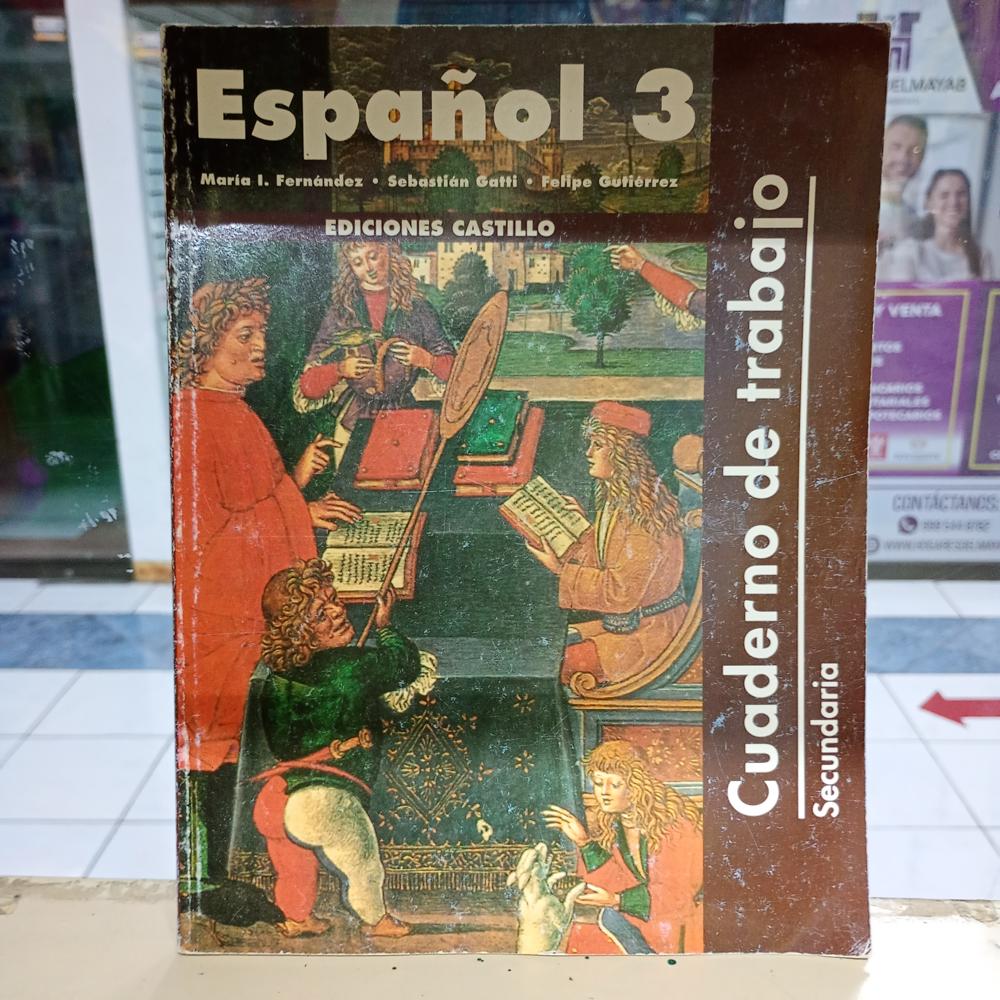 Español 3
María I. Fernández • Sebastián Gatti • Felipe Gutiérrez
EDICIONES CASTILLO
Cuaderno de trabajo
Secundaria
Y VENTA
CONTÁCTANOS